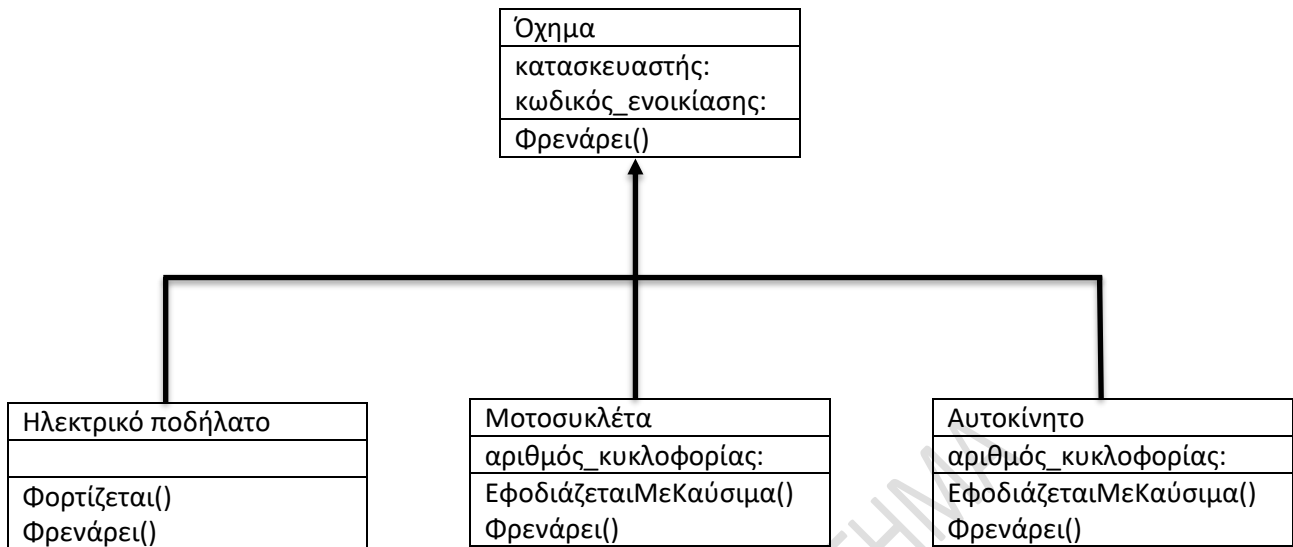 Όχημα
κατασκευαστής:
κωδικός_ενοικίασης:
Φρενάρει()
Ηλεκτρικό ποδήλατο
Φορτίζεται()
Φρενάρει()
Μοτοσυκλέτα
αριθμός_κυκλοφορίας:
ΕφοδιάζεταιΜεΚαύσιμα()
Φρενάρει()
Αυτοκίνητο
αριθμός_κυκλοφορίας:
ΕφοδιάζεταιΜεΚαύσιμα()
Φρενάρει()